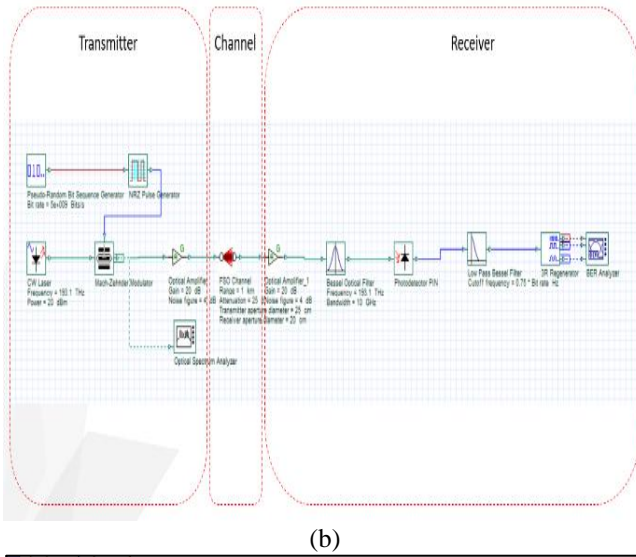 Transmitter
Channel
Receiver
Pseudo-Random Bit Sequence Generator
Bit rate = 5e+009 Bits/s
NRZ Pulse Generator
CW Laser
Frequency = 193.1 THz
Power = 20 dBm
Mach-Zehnder Modulator
Optical Amplifier
Gain = 20 dB
Noise figure = 4 dB
FSO Channel
Range = 1 km
Attenuation = 25
Transmitter aperture diameter = 25 cm
Receiver aperture diameter = 20 cm
Optical Amplifier_1
Gain = 20 dB
Noise figure = 4 dB
Bessel Optical Filter
Frequency = 193.1 THz
Bandwidth = 10 GHz
Photodetector PIN
Low Pass Bessel Filter
Cutoff frequency = 0.75 * Bit rate Hz
3R Regenerator
BER Analyzer
Optical Spectrum Analyzer
(b)